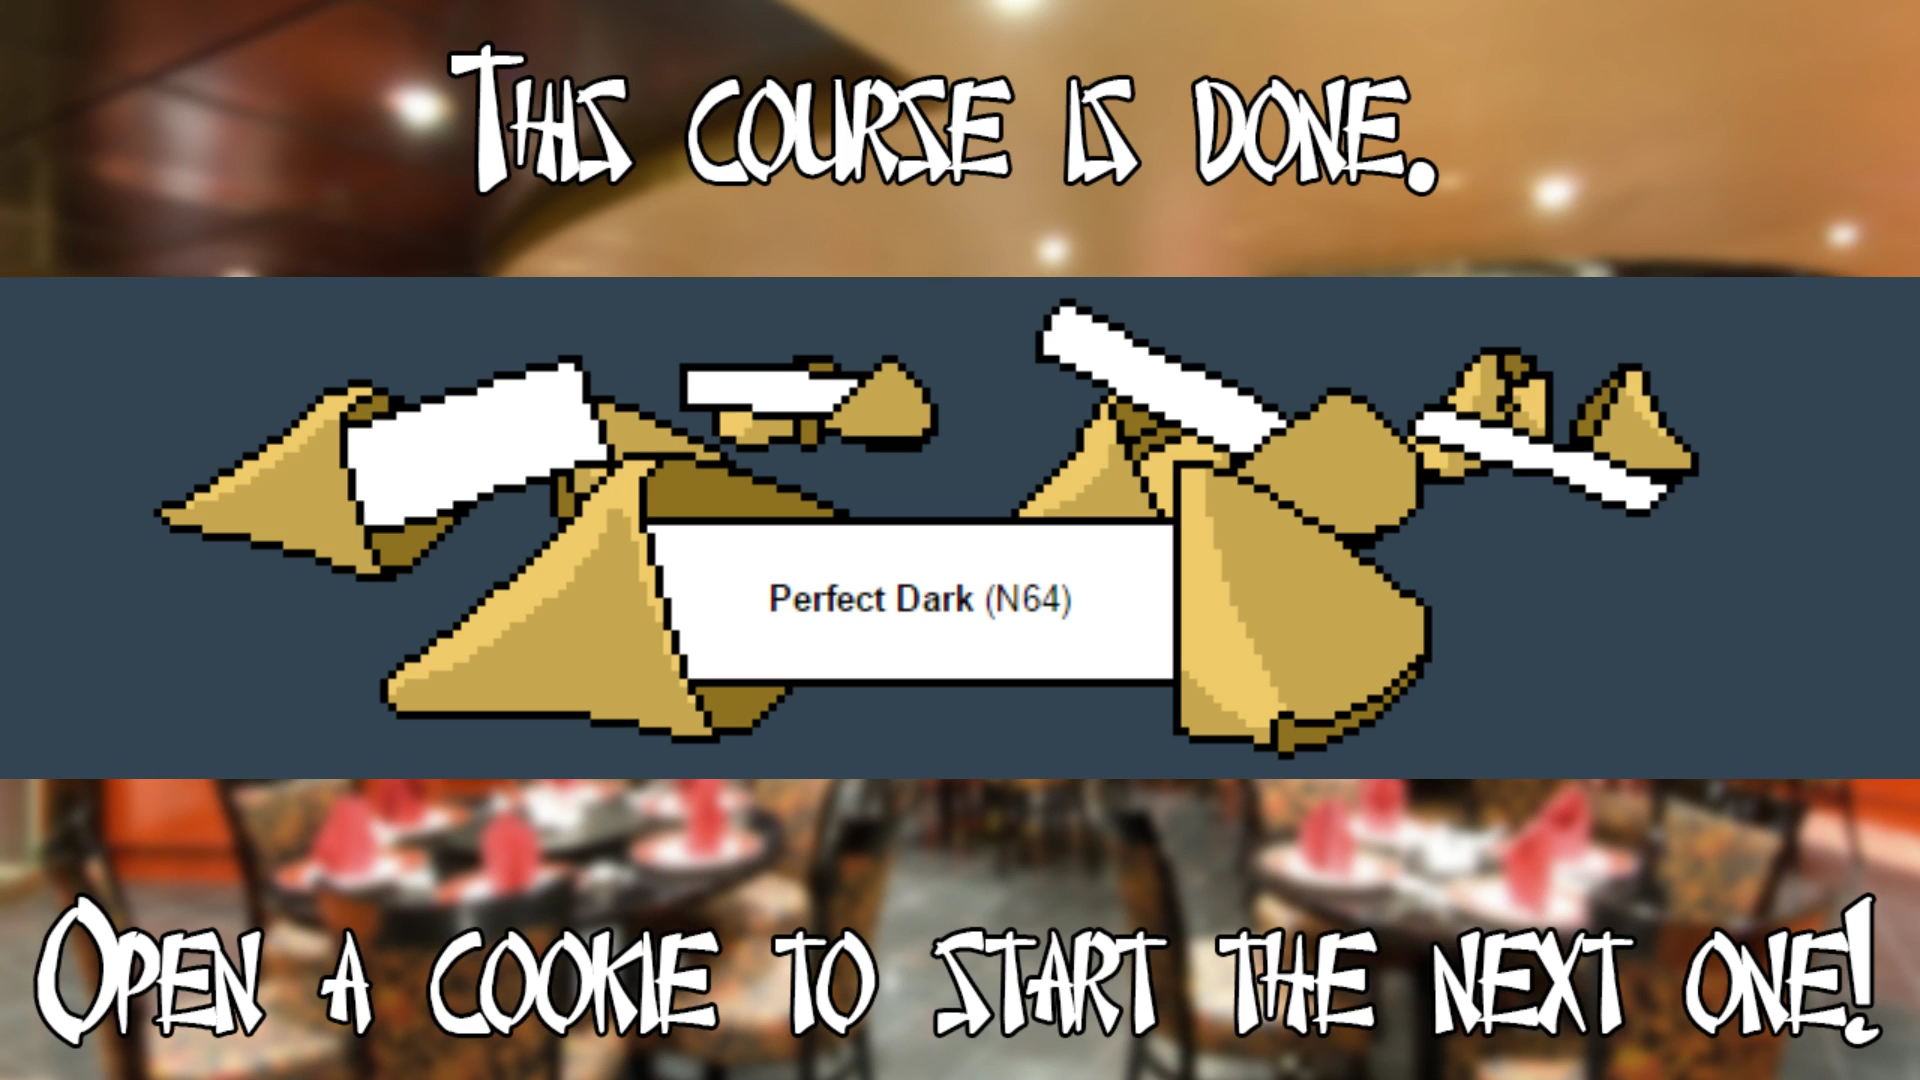 This course is done.
Perfect Dark (N64)
Open a cookie to start the next one!